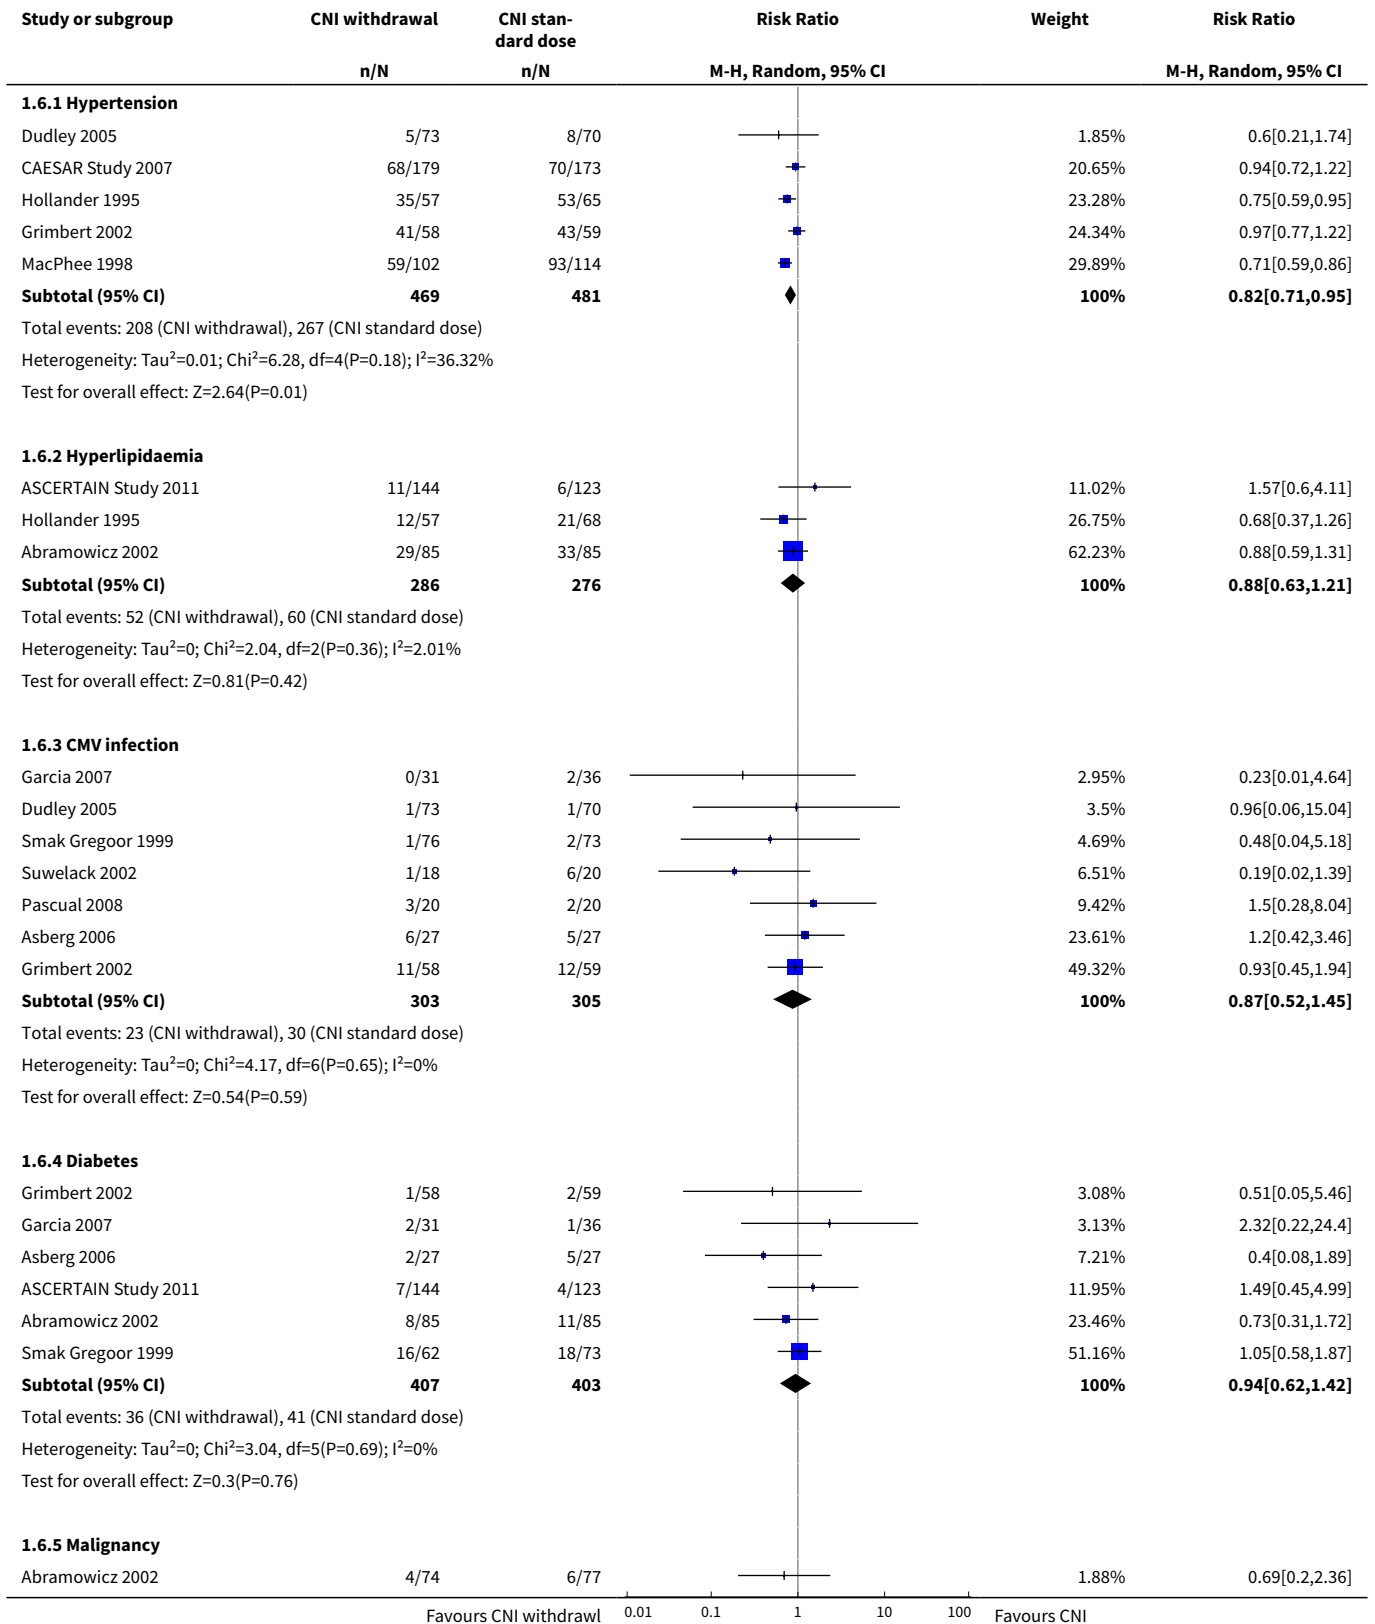 Study or subgroup CNI withdrawal CNI stan- Risk Ratio Weight Risk Ratio
dard dose
n/N n/N M-H, Random, 95% CI M-H, Random, 95% CI
1.6.1 Hypertension
Dudley 2005 5/73 8/70 1.85% 0.6[0.21,1.74]
CAESAR Study 2007 68/179 70/173 20.65% 0.94[0.72,1.22]
Hollander 1995 35/57 53/65 23.28% 0.75[0.59,0.95]
Grimbert 2002 41/58 43/59 24.34% 0.97[0.77,1.22]
MacPhee 1998 59/102 93/114 29.89% 0.71[0.59,0.86]
Subtotal (95% CI) 469 481 100% 0.82[0.71,0.95]
Total events: 208 (CNI withdrawal), 267 (CNI standard dose)
Heterogeneity: Tau²=0.01; Chi²=6.28, df=4(P=0.18); I²=36.32%
Test for overall effect: Z=2.64(P=0.01)
1.6.2 Hyperlipidaemia
ASCERTAIN Study 2011 11/144 6/123 11.02% 1.57[0.6,4.11]
Hollander 1995 12/57 21/68 26.75% 0.68[0.37,1.26]
Abramowicz 2002 29/85 33/85 62.23% 0.88[0.59,1.31]
Subtotal (95% CI) 286 276 100% 0.88[0.63,1.21]
Total events: 52 (CNI withdrawal), 60 (CNI standard dose)
Heterogeneity: Tau²=0; Chi²=2.04, df=2(P=0.36); I²=2.01%
Test for overall effect: Z=0.81(P=0.42)
1.6.3 CMV infection
Garcia 2007 0/31 2/36 2.95% 0.23[0.01,4.64]
Dudley 2005 1/73 1/70 3.5% 0.96[0.06,15.04]
Smak Gregoor 1999 1/76 2/73 4.69% 0.48[0.04,5.18]
Suwelack 2002 1/18 6/20 6.51% 0.19[0.02,1.39]
Pascual 2008 3/20 2/20 9.42% 1.5[0.28,8.04]
Asberg 2006 6/27 5/27 23.61% 1.2[0.42,3.46]
Grimbert 2002 11/58 12/59 49.32% 0.93[0.45,1.94]
Subtotal (95% CI) 303 305 100% 0.87[0.52,1.45]
Total events: 23 (CNI withdrawal), 30 (CNI standard dose)
Heterogeneity: Tau²=0; Chi²=4.17, df=6(P=0.65); I²=0%
Test for overall effect: Z=0.54(P=0.59)
1.6.4 Diabetes
Grimbert 2002 1/58 2/59 3.08% 0.51[0.05,5.46]
Garcia 2007 2/31 1/36 3.13% 2.32[0.22,24.4]
Asberg 2006 2/27 5/27 7.21% 0.4[0.08,1.89]
ASCERTAIN Study 2011 7/144 4/123 11.95% 1.49[0.45,4.99]
Abramowicz 2002 8/85 11/85 23.46% 0.73[0.31,1.72]
Smak Gregoor 1999 16/62 18/73 51.16% 1.05[0.58,1.87]
Subtotal (95% CI) 407 403 100% 0.94[0.62,1.42]
Total events: 36 (CNI withdrawal), 41 (CNI standard dose)
Heterogeneity: Tau²=0; Chi²=3.04, df=5(P=0.69); I²=0%
Test for overall effect: Z=0.3(P=0.76)
1.6.5 Malignancy
Abramowicz 2002 4/74 6/77 1.88% 0.69[0.2,2.36]
Favours CNI withdrawl 0.01 0.1 1 10 100 Favours CNI